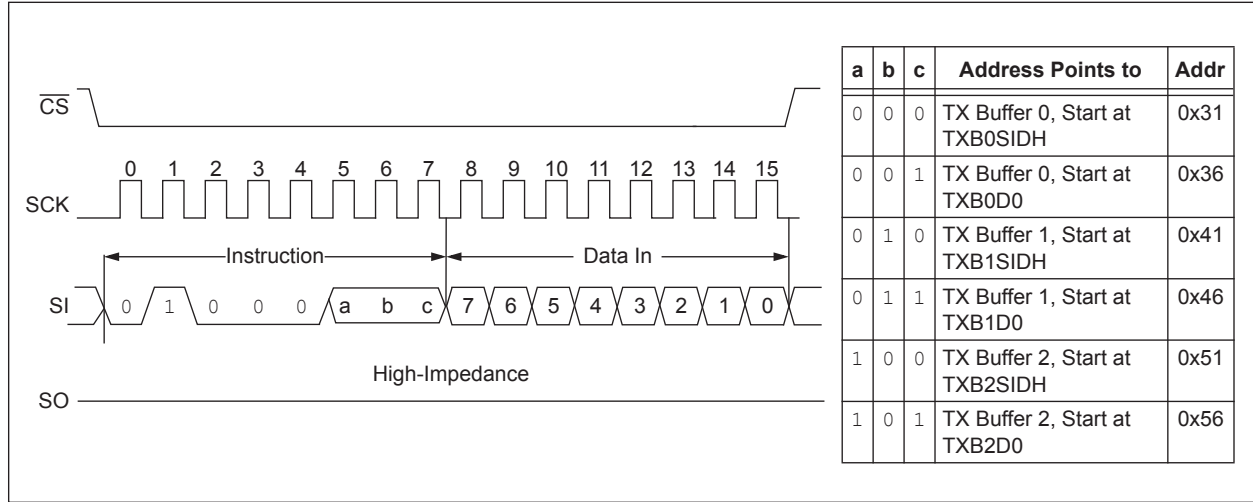 CS
0 1 2 3 4 5 6 7 8 9 10 11 12 13 14 15
SCK
Instruction Data In
SI 0 1 0 0 0 a b c 7 6 5 4 3 2 1 0
High-Impedance
SO
a b c Address Points to Addr
0 0 0 TX Buffer 0, Start at 0x31
TXB0SIDH
0 0 1 TX Buffer 0, Start at 0x36
TXB0D0
0 1 0 TX Buffer 1, Start at 0x41
TXB1SIDH
0 1 1 TX Buffer 1, Start at 0x46
TXB1D0
1 0 0 TX Buffer 2, Start at 0x51
TXB2SIDH
1 0 1 TX Buffer 2, Start at 0x56
TXB2D0